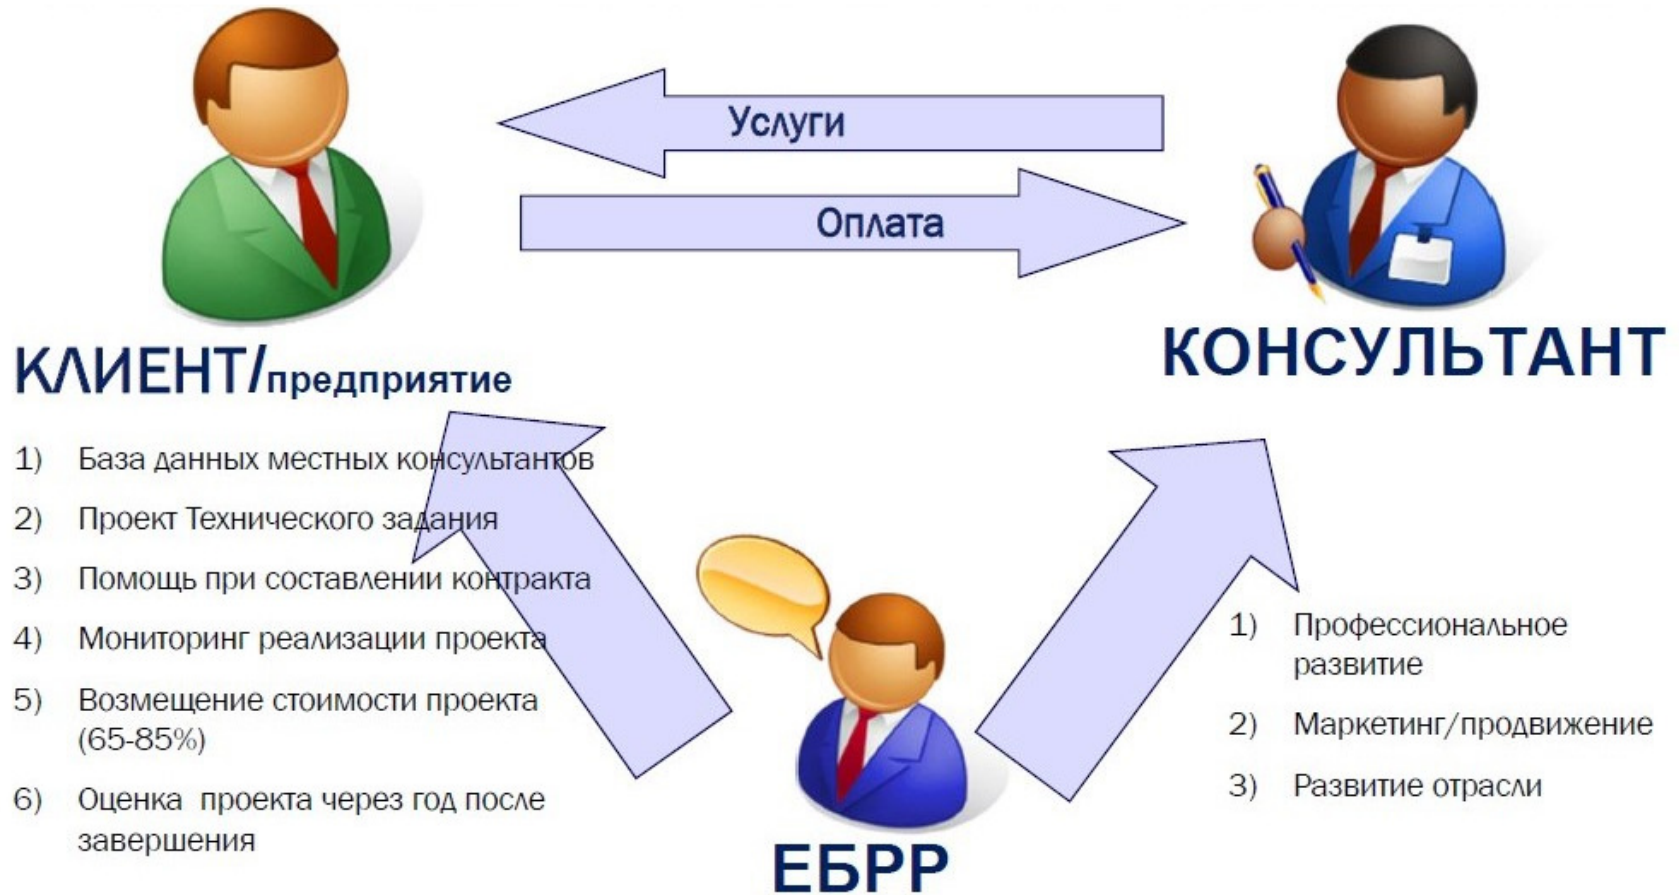 Услуги
Оплата
КЛИЕНТ/предприятие
КОНСУЛЬТАНТ
1) База данных местных консультантов
2) Проект Технического задания
3) Помощь при составлении контракта
4) Мониторинг реализации проекта
5) Возмещение стоимости проекта
(65-85%)
6) Оценка проекта через год после
завершения
1) Профессиональное
развитие
2) Маркетинг/продвижение
3) Развитие отрасли
ЕБРР